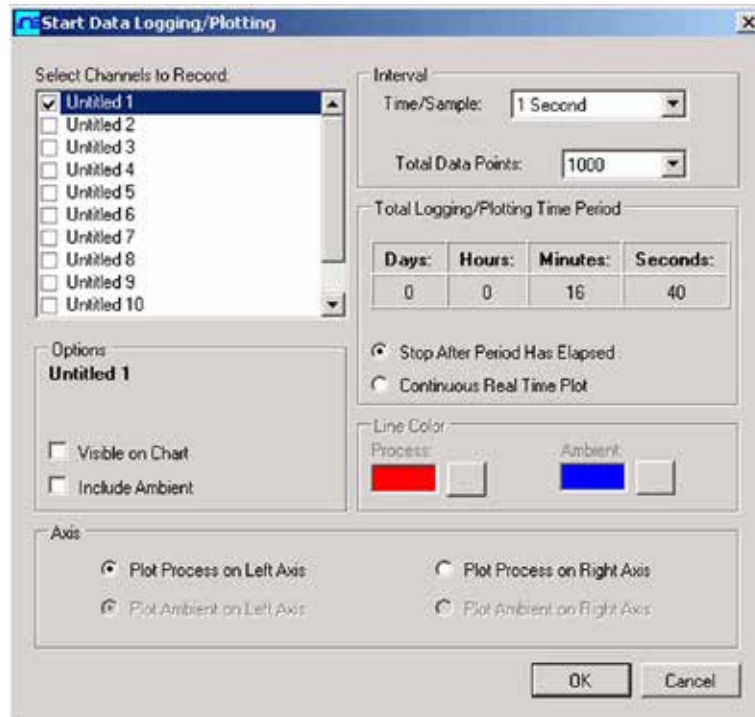 Start Data Logging/Plotting
Select Channels to Record:
Untitled 1
Untitled 2
Untitled 3
Untitled 4
Untitled 5
Untitled 6
Untitled 7
Untitled 8
Untitled 9
Untitled 10
Interval
Time/Sample: 1 Second
Total Data Points: 1000
Total Logging/Plotting Time Period
Days: Hours: Minutes: Seconds:
0 0 16 40
Stop After Period Has Elapsed
Continuous Real Time Plot
Options
Untitled 1
Visible on Chart
Include Ambient
Line Color
Process: Ambient:
Axis
Plot Process on Left Axis Plot Process on Right Axis
Plot Ambient on Left Axis Plot Ambient on Right Axis
OK Cancel